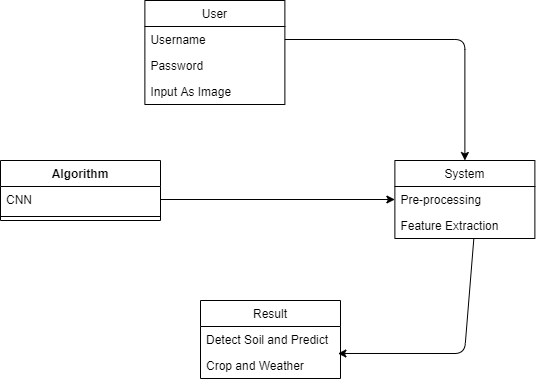 User
Username
Password
Input As Image
Algorithm
CNN
System
Pre-processing
Feature Extraction
Result
Detect Soil and Predict
Crop and Weather